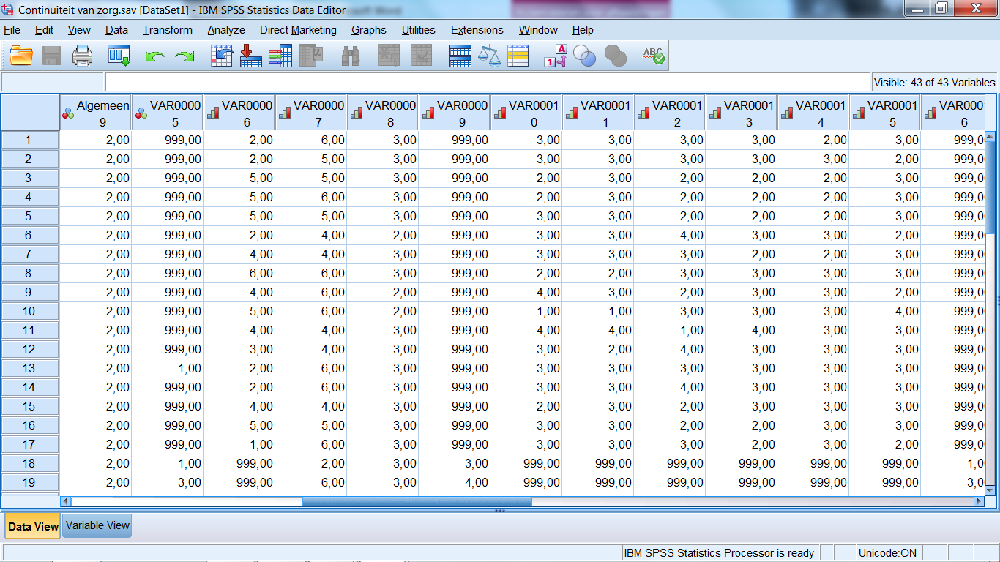 Continuiteit van zorg.sav [DataSet1] - IBM SPSS Statistics Data Editor
File Edit View Data Transform Analyze Direct Marketing Graphs Utilities Extensions Window Help
Visible: 43 of 43 Variables
Algemeen VAR0000 VAR0000 VAR0000 VAR0000 VAR0000 VAR0001 VAR0001 VAR0001 VAR0001 VAR0001 VAR0001 VAR000
9 5 6 7 8 9 0 1 2 3 4 5 6
1 2,00 999,00 2,00 6,00 3,00 999,00 3,00 3,00 3,00 3,00 2,00 3,00 999,0
2 2,00 999,00 2,00 5,00 3,00 999,00 3,00 3,00 3,00 3,00 3,00 2,00 999,0
3 2,00 999,00 5,00 5,00 3,00 999,00 2,00 3,00 2,00 2,00 2,00 3,00 999,0
4 2,00 999,00 5,00 6,00 3,00 999,00 2,00 3,00 2,00 2,00 2,00 3,00 999,0
5 2,00 999,00 5,00 5,00 3,00 999,00 3,00 3,00 2,00 2,00 2,00 3,00 999,0
6 2,00 999,00 2,00 4,00 2,00 999,00 3,00 3,00 4,00 3,00 3,00 2,00 999,0
7 2,00 999,00 4,00 4,00 3,00 999,00 3,00 3,00 3,00 2,00 2,00 3,00 999,0
8 2,00 999,00 6,00 6,00 3,00 999,00 2,00 2,00 3,00 3,00 3,00 3,00 999,0
9 2,00 999,00 4,00 6,00 2,00 999,00 4,00 3,00 2,00 3,00 3,00 2,00 999,0
10 2,00 999,00 5,00 6,00 2,00 999,00 1,00 1,00 3,00 3,00 3,00 4,00 999,0
11 2,00 999,00 4,00 4,00 3,00 999,00 4,00 4,00 1,00 4,00 3,00 3,00 999,0
12 2,00 999,00 3,00 4,00 3,00 999,00 3,00 2,00 4,00 3,00 3,00 3,00 999,0
13 2,00 1,00 2,00 6,00 3,00 999,00 3,00 3,00 3,00 3,00 3,00 3,00 999,0
14 2,00 999,00 2,00 6,00 3,00 999,00 3,00 3,00 4,00 3,00 3,00 3,00 999,0
15 2,00 999,00 4,00 4,00 3,00 999,00 2,00 3,00 2,00 3,00 3,00 3,00 999,0
16 2,00 999,00 5,00 5,00 3,00 999,00 3,00 3,00 2,00 2,00 3,00 3,00 999,0
17 2,00 999,00 1,00 6,00 3,00 999,00 3,00 3,00 3,00 2,00 3,00 2,00 999,0
18 2,00 1,00 999,00 2,00 3,00 3,00 999,00 999,00 999,00 999,00 999,00 999,00 1,0
19 2,00 3,00 999,00 6,00 3,00 4,00 999,00 999,00 999,00 999,00 999,00 999,00 3,0
Data View Variable View
IBM SPSS Statistics Processor is ready Unicode:ON